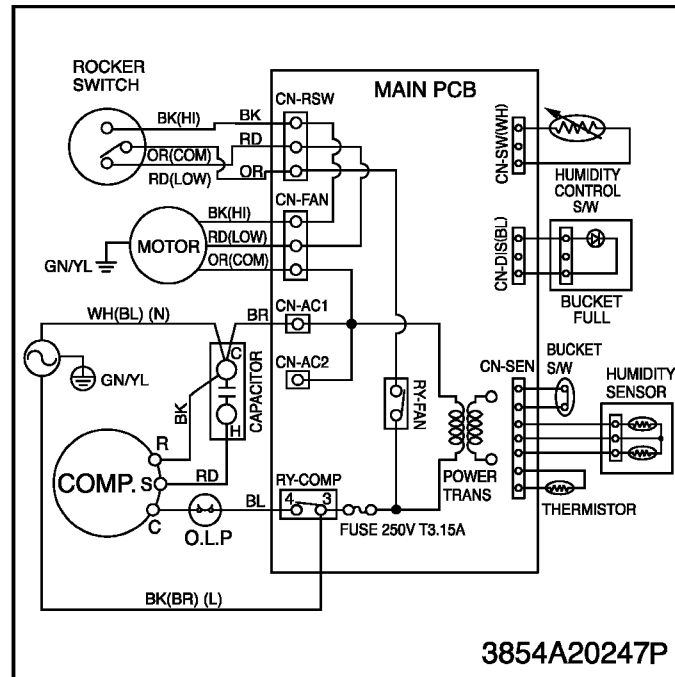 ROCKER
SWITCH
BK(HI)
OR(COM)
RD(LOW)
CN-RSW
BK
RD
OR
MAIN PCB
CN-SW(WH)
HUMIDITY
CONTROL
S/W
CN-FAN
BK(HI)
RD(LOW)
OR(COM)
MOTOR
GN/YL
CN-DIS(BL)
BUCKET
FULL
WH(BL) (N)
BR
CN-AC1
CN-AC2
GN/YL
C
H
CAPACITOR
BK
RD
RY-FAN
POWER
TRANS
CN-SEN
BUCKET
S/W
HUMIDITY
SENSOR
THERMISTOR
COMP.
R
S
C
O.L.P
BL
RY-COMP
4 3
FUSE 250V T3.15A
BK(BR) (L)
3854A20247P